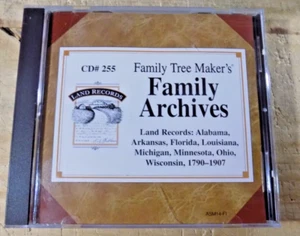 CD# 255
LAND RECORDS
Family Tree Maker's
Family
Archives
Land Records: Alabama,
Arkansas, Florida, Louisiana,
Michigan, Minnesota, Ohio,
Wisconsin, 1790–1907